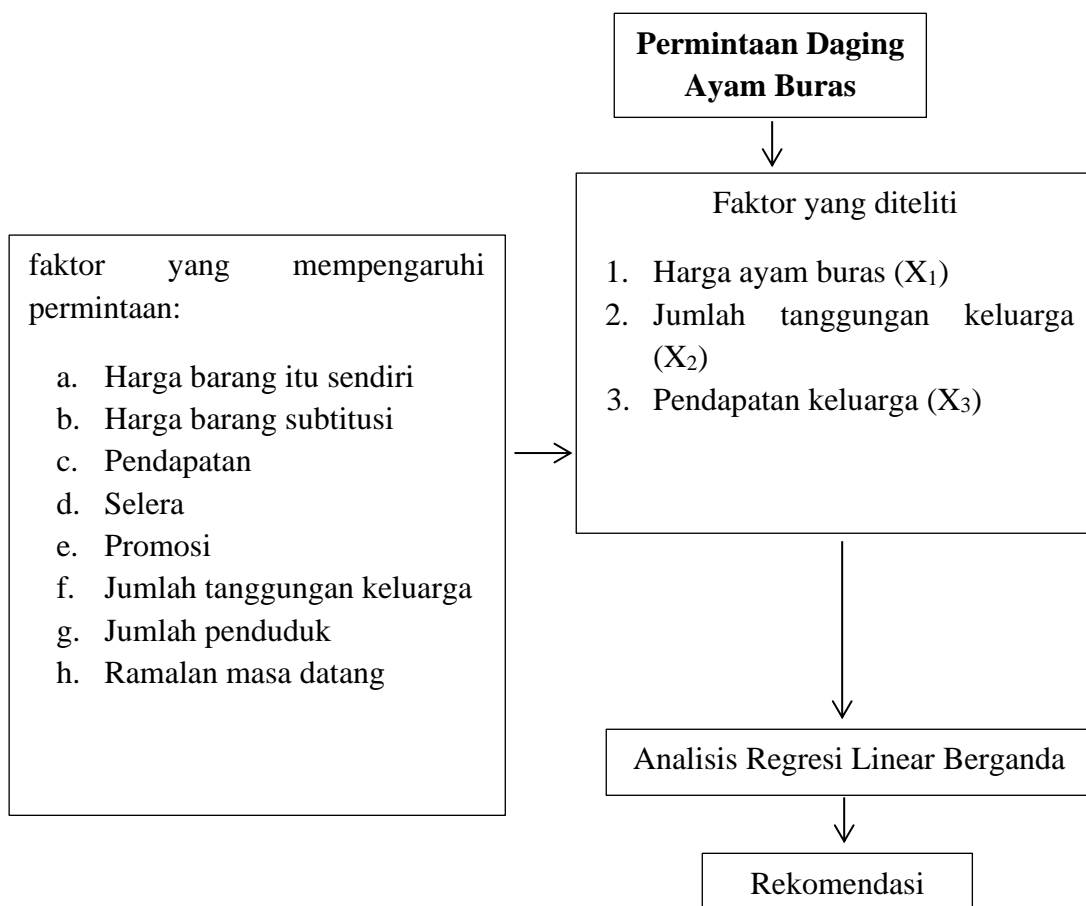 Permintaan Daging
Ayam Buras
faktor yang mempengaruhi
permintaan:
a. Harga barang itu sendiri
b. Harga barang subtitusi
c. Pendapatan
d. Selera
e. Promosi
f. Jumlah tanggungan keluarga
g. Jumlah penduduk
h. Ramalan masa datang
Faktor yang diteliti
1. Harga ayam buras (X₁)
2. Jumlah tanggungan keluarga
(X₂)
3. Pendapatan keluarga (X₃)
Analisis Regresi Linear Berganda
Rekomendasi